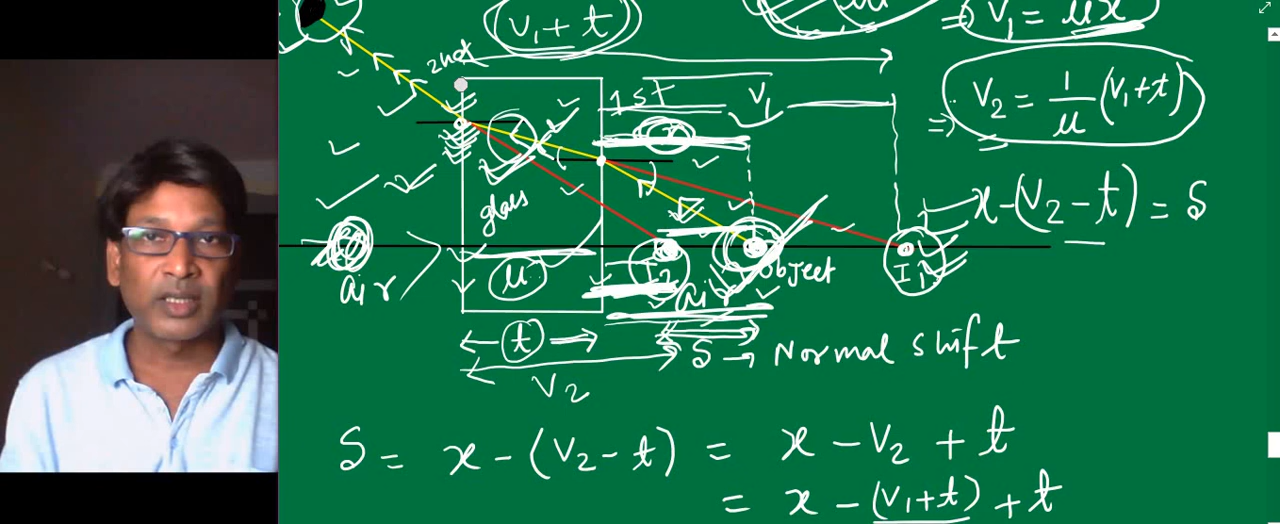 (V₁ + t)
⇒ V₁ = μx
2nd
1st
V₁
x
⇒ V₂ = 1/μ (V₁ + t)
glass
x - (V₂ - t) = S
air
μ
I₂
air
object
I₁
t
S → Normal shift
V₂
S = x - (V₂ - t) = x - V₂ + t
= x - (V₁ + t) + t